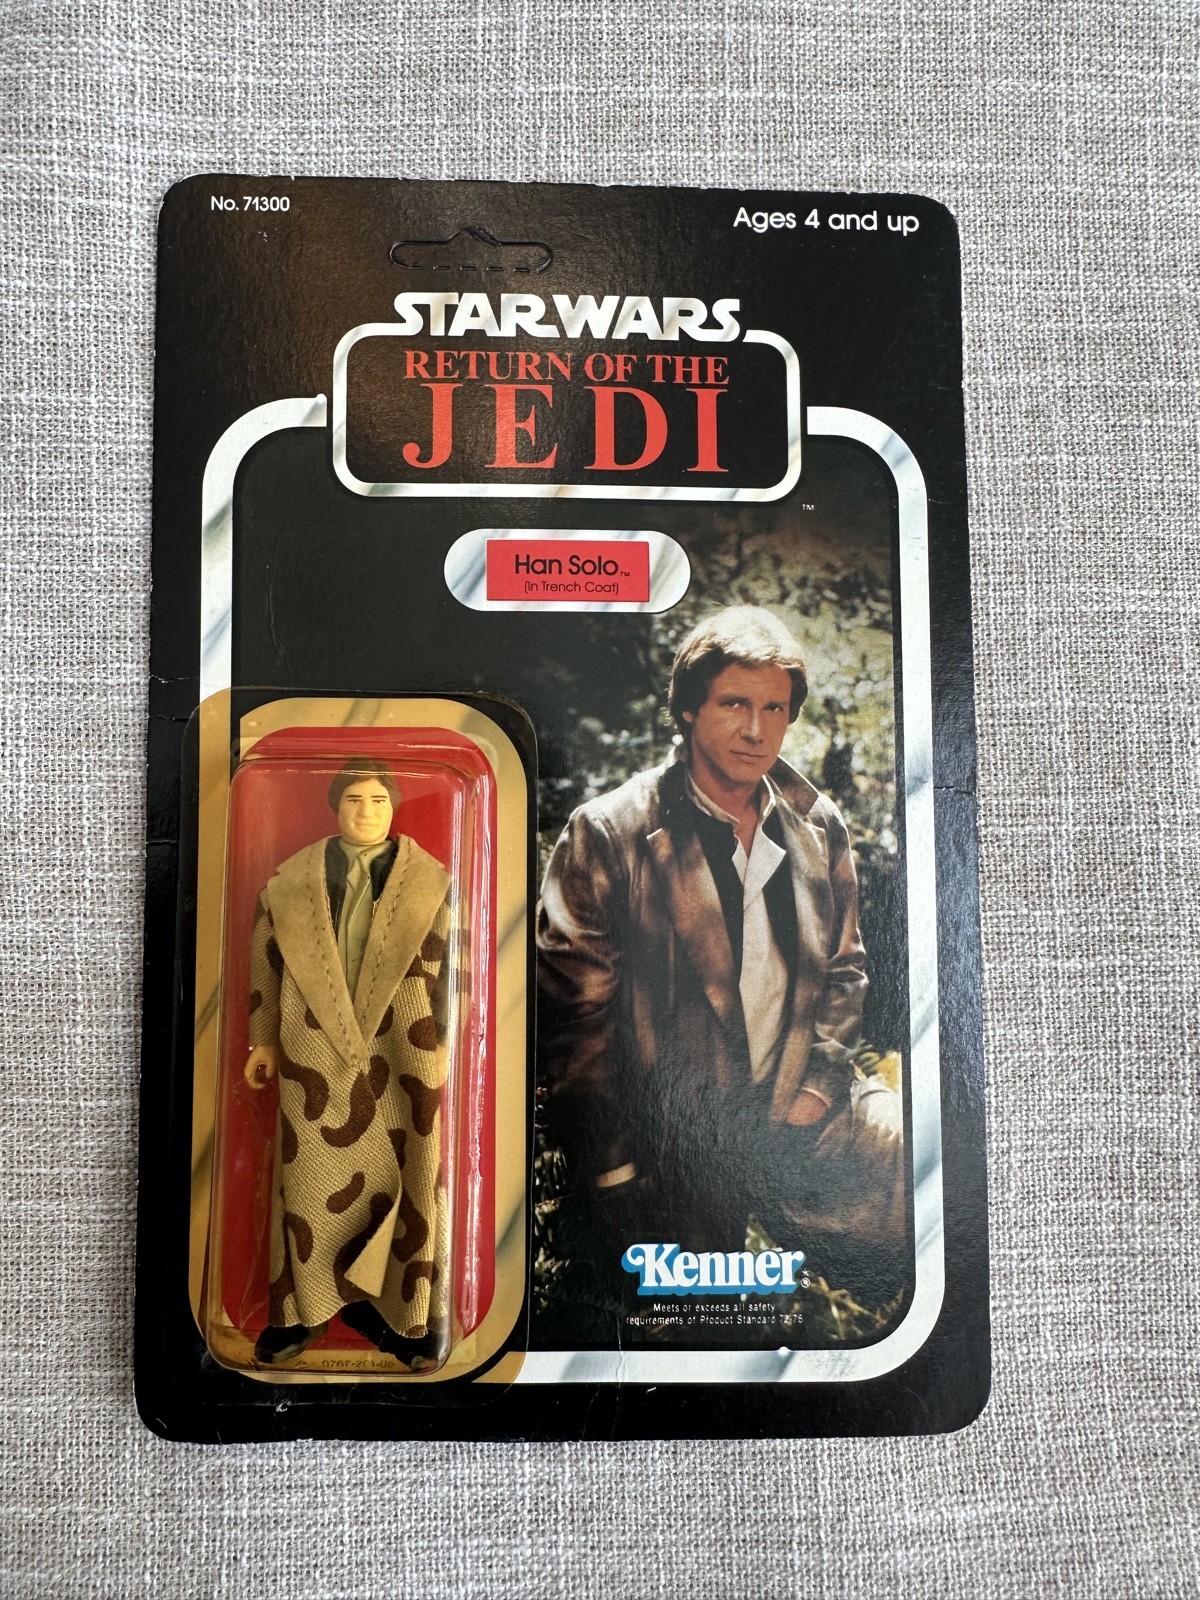 No. 71300
Ages 4 and up
STAR WARS
RETURN OF THE
JEDI
TM
Han Solo™
(In Trench Coat)
Kenner®
Meets or exceeds all safety
requirements of Product Standard 72-76